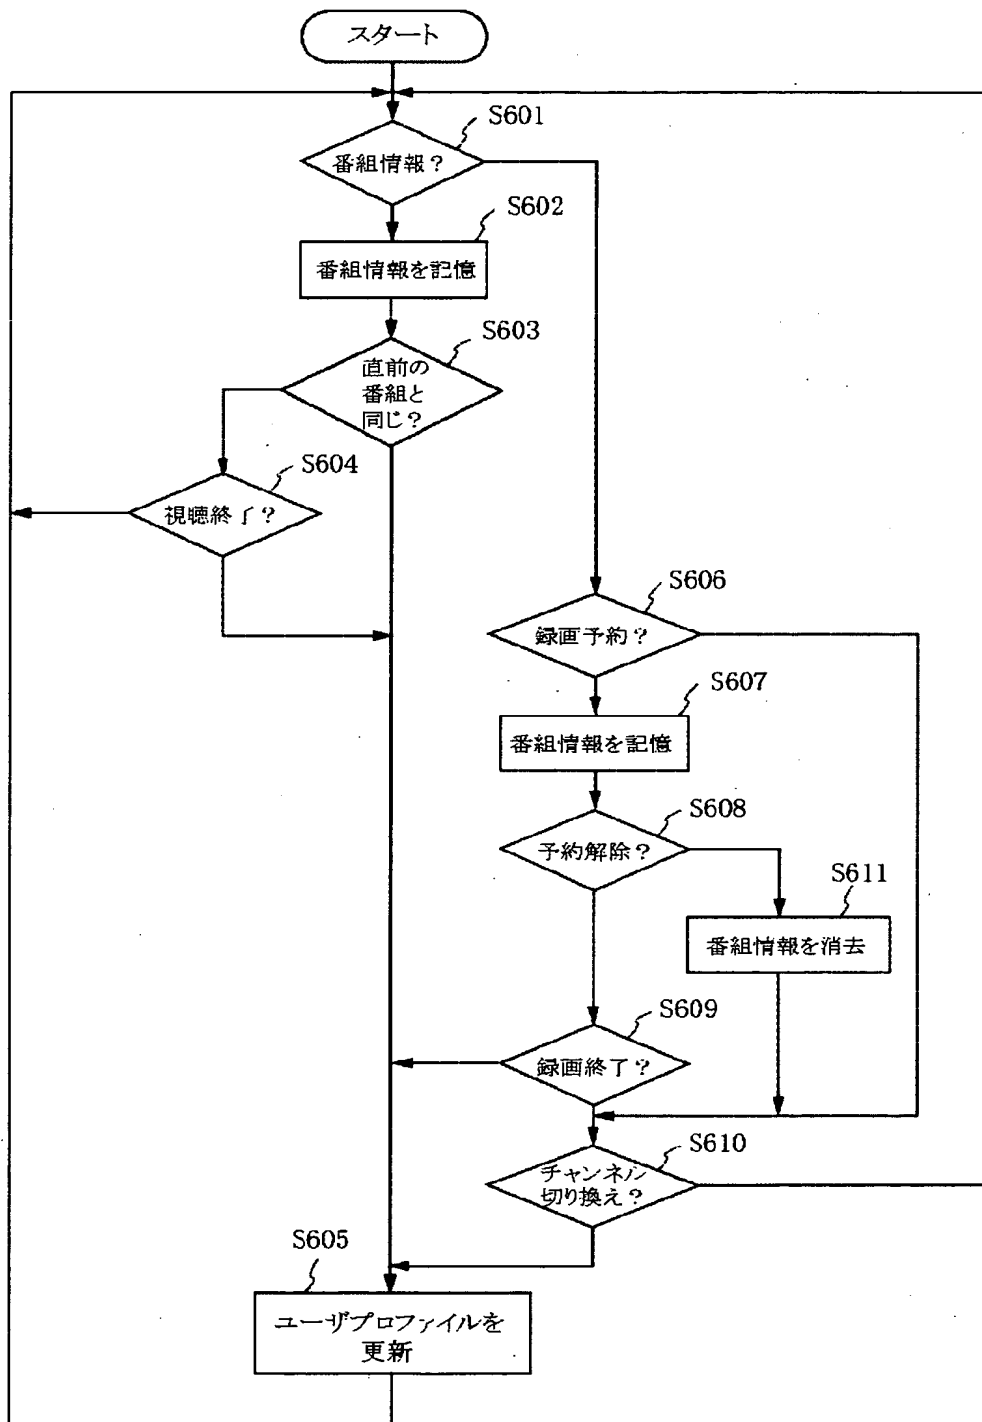 スタート
S601
番組情報？
S602
番組情報を記憶
S603
直前の
番組と
同じ？
S604
視聴終了？
S606
録画予約？
S607
番組情報を記憶
S608
予約解除？
S611
番組情報を消去
S609
録画終了？
S610
チャンネル
切り換え？
S605
ユーザプロファイルを
更新